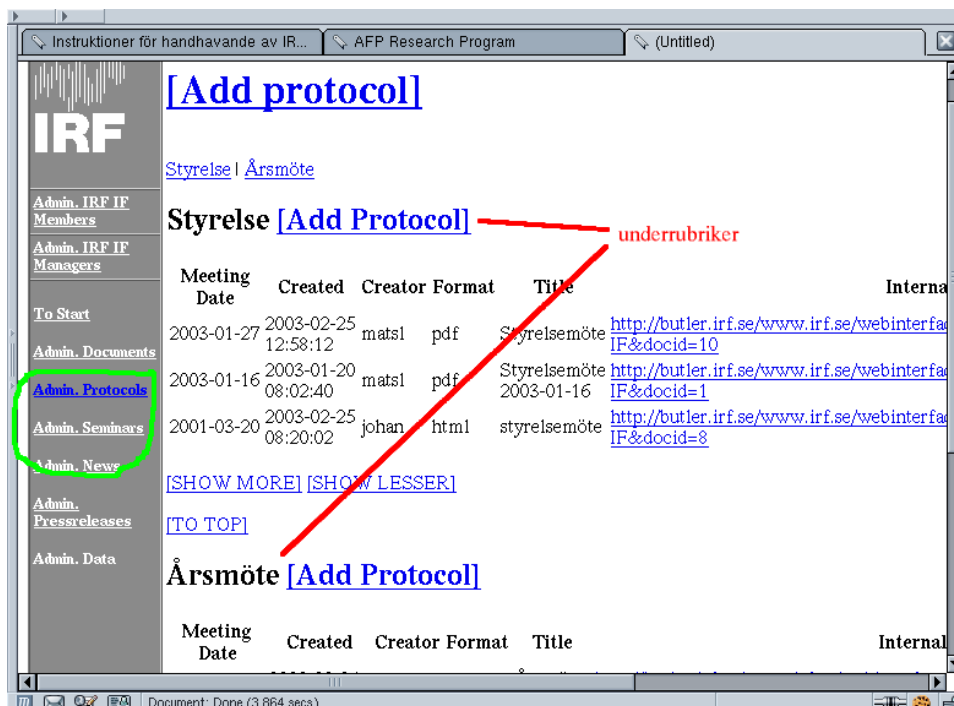 Instruktioner för handhavande av IR...
AFP Research Program
(Untitled)
IRF
Admin. IRF IF
Members
Admin. IRF IF
Managers
To Start
Admin. Documents
Admin. Protocols
Admin. Seminars
Admin. News
Admin.
Pressreleases
Admin. Data
[Add protocol]
Styrelse | Årsmöte
Styrelse [Add Protocol]
underrubriker
Meeting Date Created Creator Format Title Interna
2003-01-27 2003-02-25 12:58:12 matsl pdf Styrelsemöte http://butler.irf.se/www.irf.se/webinterfac
IF&docid=10
2003-01-16 2003-01-20 08:02:40 matsl pdf Styrelsemöte 2003-01-16 http://butler.irf.se/www.irf.se/webinterfac
IF&docid=1
2001-03-20 2003-02-25 08:20:02 johan html styrelsemöte http://butler.irf.se/www.irf.se/webinterfac
IF&docid=8
[SHOW MORE] [SHOW LESSER]
[TO TOP]
Årsmöte [Add Protocol]
Meeting Date Created Creator Format Title Internal
Document: Done (3.864 secs)